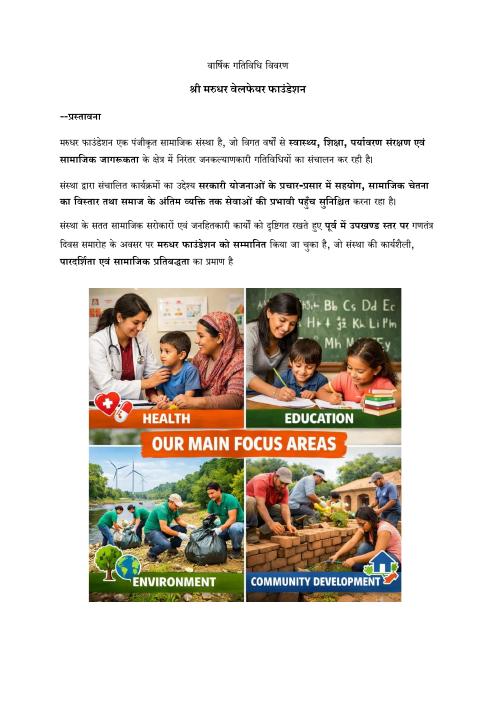 वार्षिक गतिविधि विवरण
श्री मरुधर वेलफेयर फाउंडेशन
--प्रस्तावना
मरुधर फाउंडेशन एक पंजीकृत सामाजिक संस्था है, जो विगत वर्षों से स्वास्थ्य, शिक्षा, पर्यावरण संरक्षण एवं
सामाजिक जागरूकता के क्षेत्र में निरंतर जनकल्याणकारी गतिविधियों का संचालन कर रही है।
संस्था द्वारा संचालित कार्यक्रमों का उद्देश्य सरकारी योजनाओं के प्रचार-प्रसार में सहयोग, सामाजिक चेतना
का विस्तार तथा समाज के अंतिम व्यक्ति तक सेवाओं की प्रभावी पहुँच सुनिश्चित करना रहा है।
संस्था के सतत सामाजिक सरोकारों एवं जनहितकारी कार्यों को दृष्टिगत रखते हुए पूर्व में उपखण्ड स्तर पर गणतंत्र
दिवस समारोह के अवसर पर मरुधर फाउंडेशन को सम्मानित किया जा चुका है, जो संस्था की कार्यशैली,
पारदर्शिता एवं सामाजिक प्रतिबद्धता का प्रमाण है
Bb Cs Dd Ec
HEALTH
EDUCATION
OUR MAIN FOCUS AREAS
ENVIRONMENT
COMMUNITY DEVELOPMENT